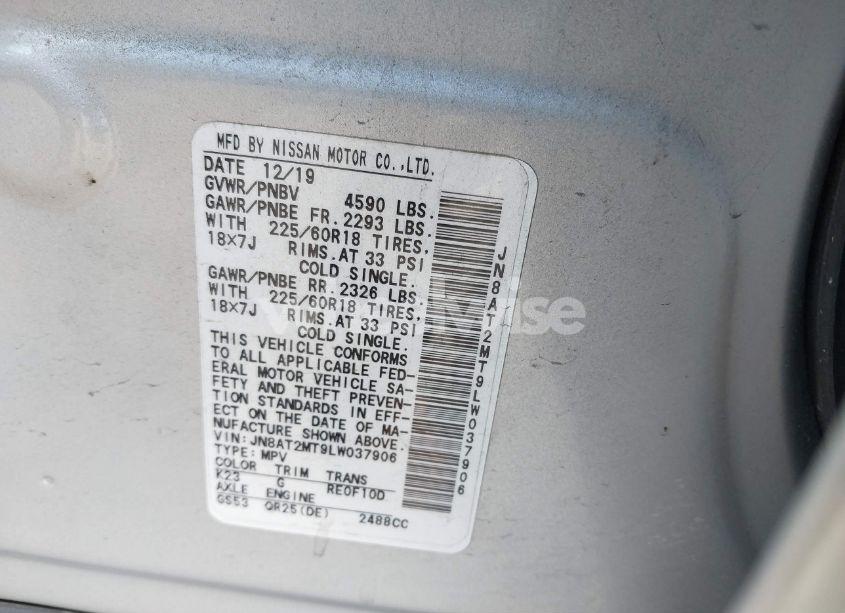 MFD BY NISSAN MOTOR CO.,LTD.
DATE 12/19
GVWR/PNBV 4590 LBS.
GAWR/PNBE FR. 2293 LBS.
WITH 225/60R18 TIRES,
18X7J RIMS. AT 33 PSI
COLD SINGLE.
GAWR/PNBE RR. 2326 LBS.
WITH 225/60R18 TIRES,
18X7J RIMS. AT 33 PSI
COLD SINGLE.
THIS VEHICLE CONFORMS
TO ALL APPLICABLE FED-
ERAL MOTOR VEHICLE SA-
FETY AND THEFT PREVEN-
TION STANDARDS IN EFF-
ECT ON THE DATE OF MA-
NUFACTURE SHOWN ABOVE.
VIN: JN8AT2MT9LW037906
TYPE: MPV
COLOR TRIM TRANS
K23 G RE0F10D
AXLE ENGINE
GS53 QR25(DE) 2488CC
JN8AT2MT9LW037906